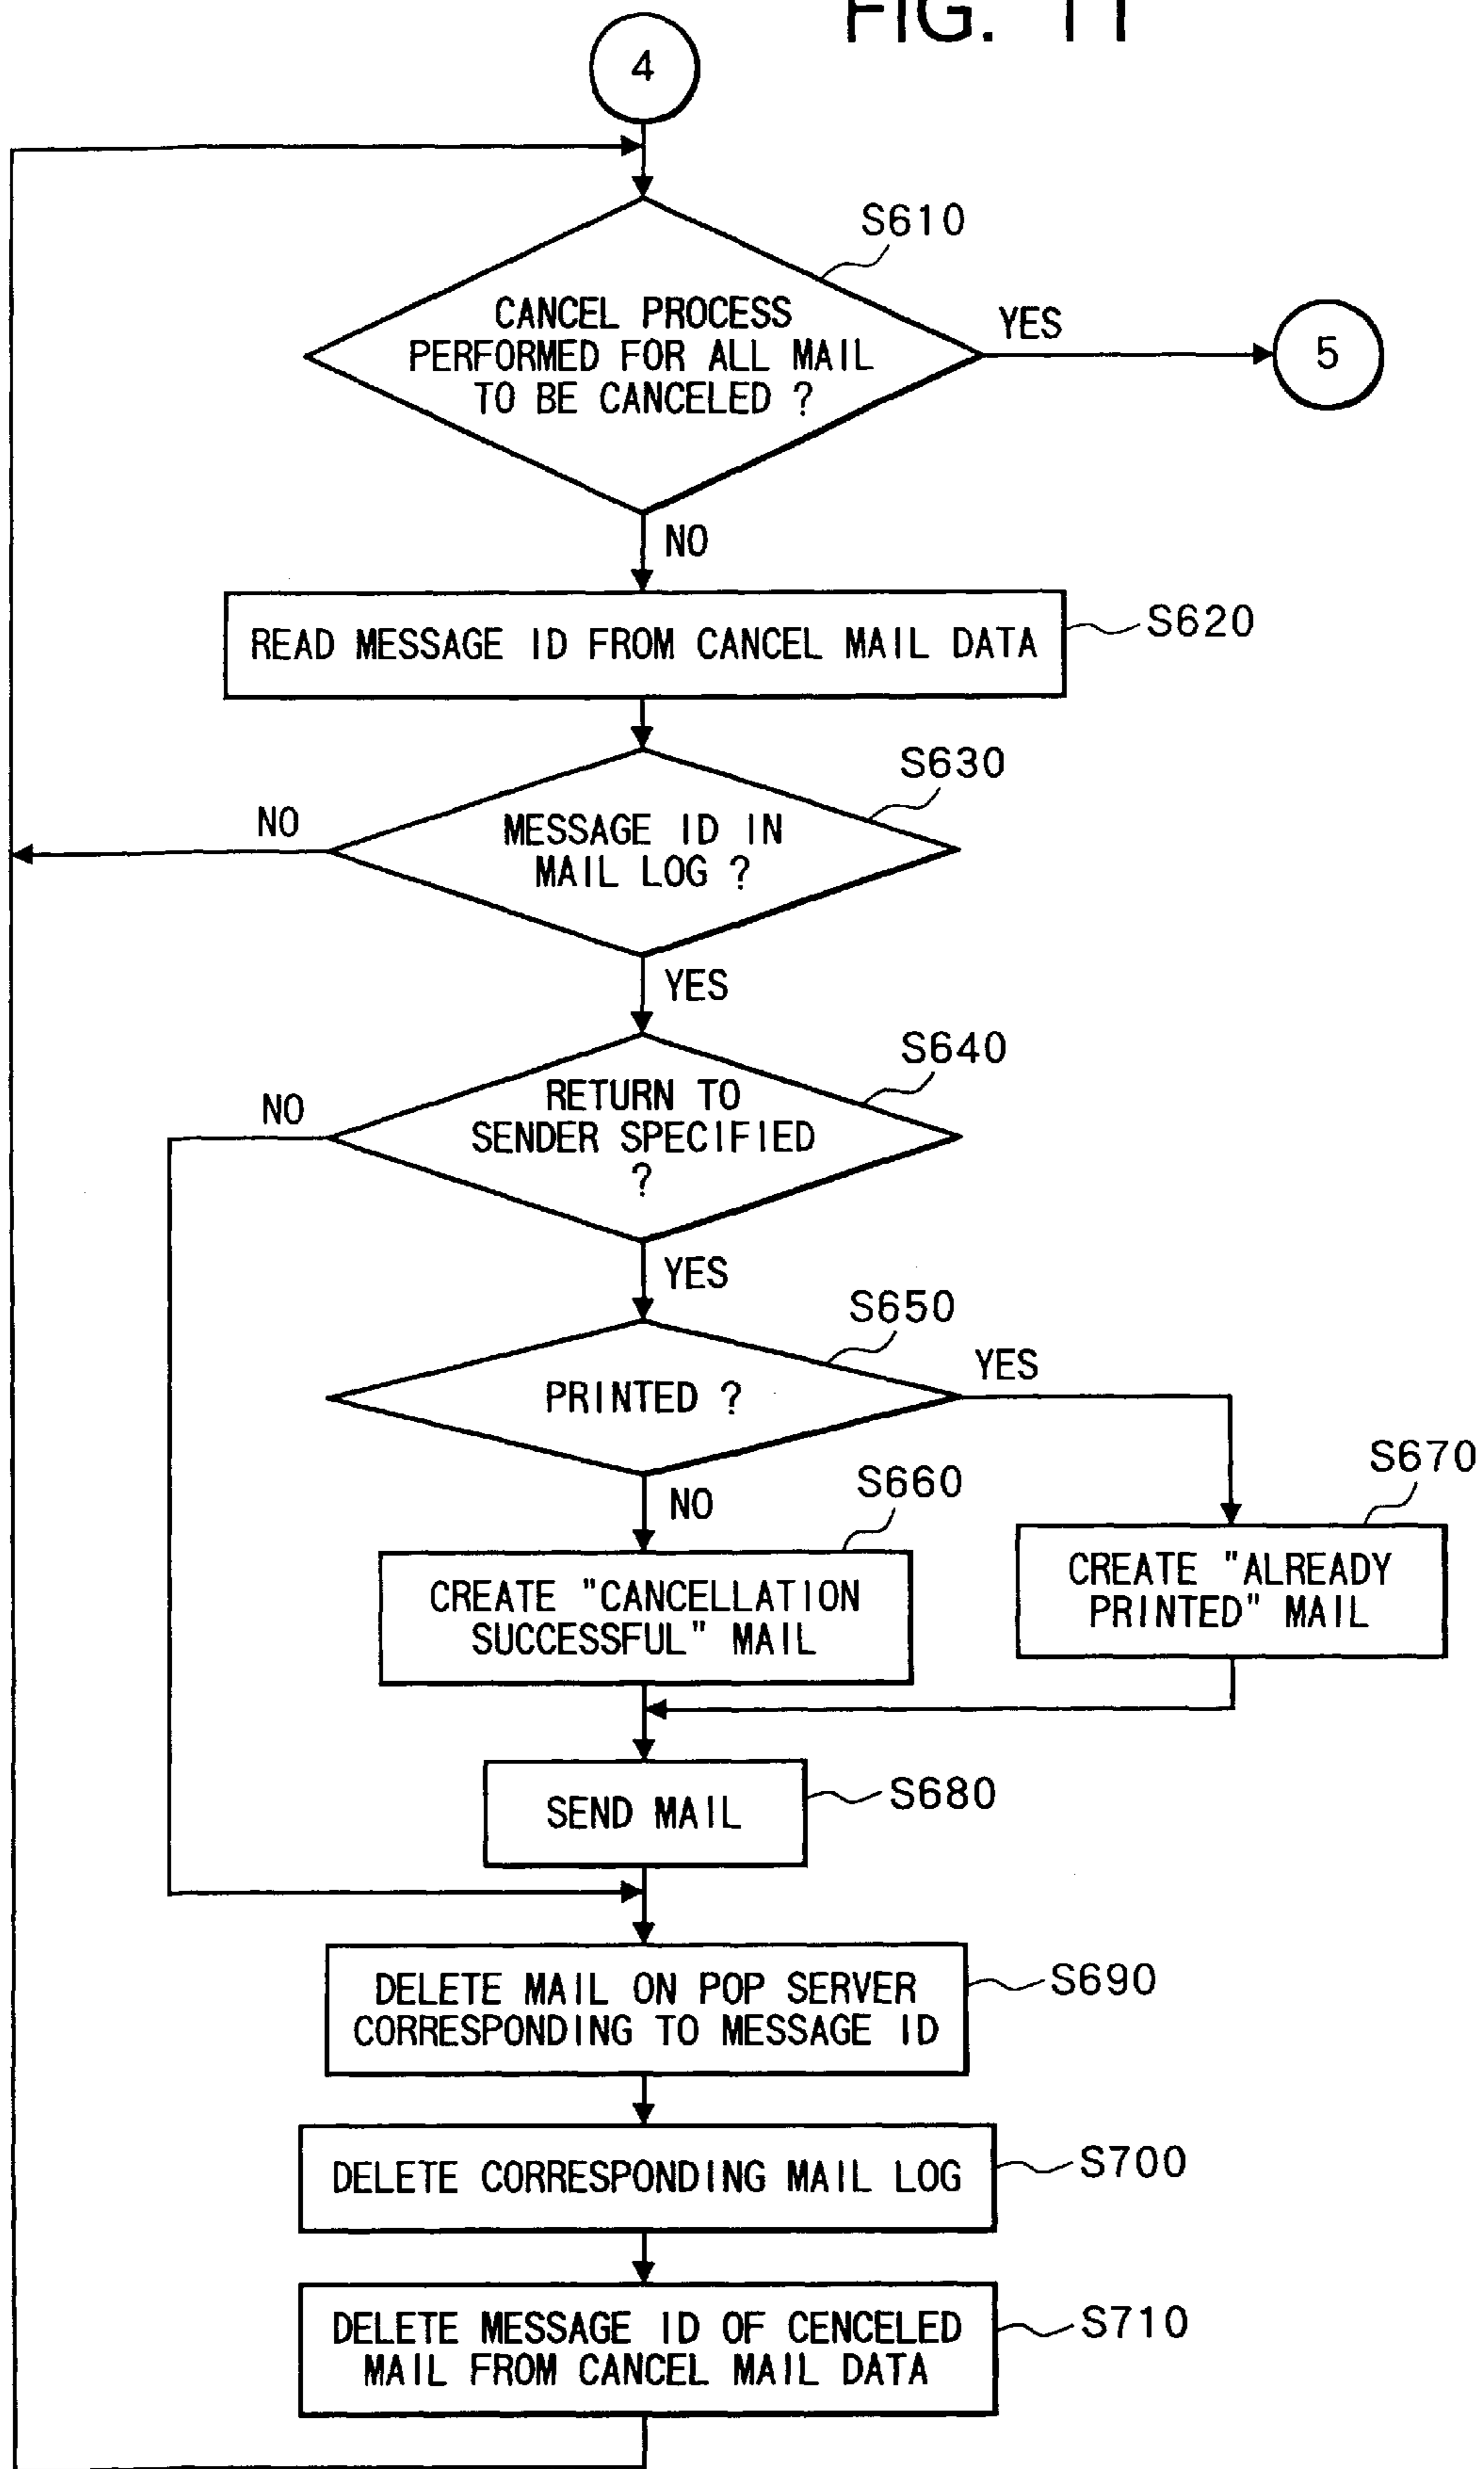 FIG. 11
4
S610
CANCEL PROCESS
PERFORMED FOR ALL MAIL
TO BE CANCELED ?
YES
5
NO
READ MESSAGE ID FROM CANCEL MAIL DATA
S620
S630
NO
MESSAGE ID IN
MAIL LOG ?
YES
S640
NO
RETURN TO
SENDER SPECIFIED
?
YES
S650
YES
PRINTED ?
S670
S660
NO
CREATE "CANCELLATION
SUCCESSFUL" MAIL
CREATE "ALREADY
PRINTED" MAIL
SEND MAIL
S680
DELETE MAIL ON POP SERVER
CORRESPONDING TO MESSAGE ID
S690
DELETE CORRESPONDING MAIL LOG
S700
DELETE MESSAGE ID OF CENCELED
MAIL FROM CANCEL MAIL DATA
S710